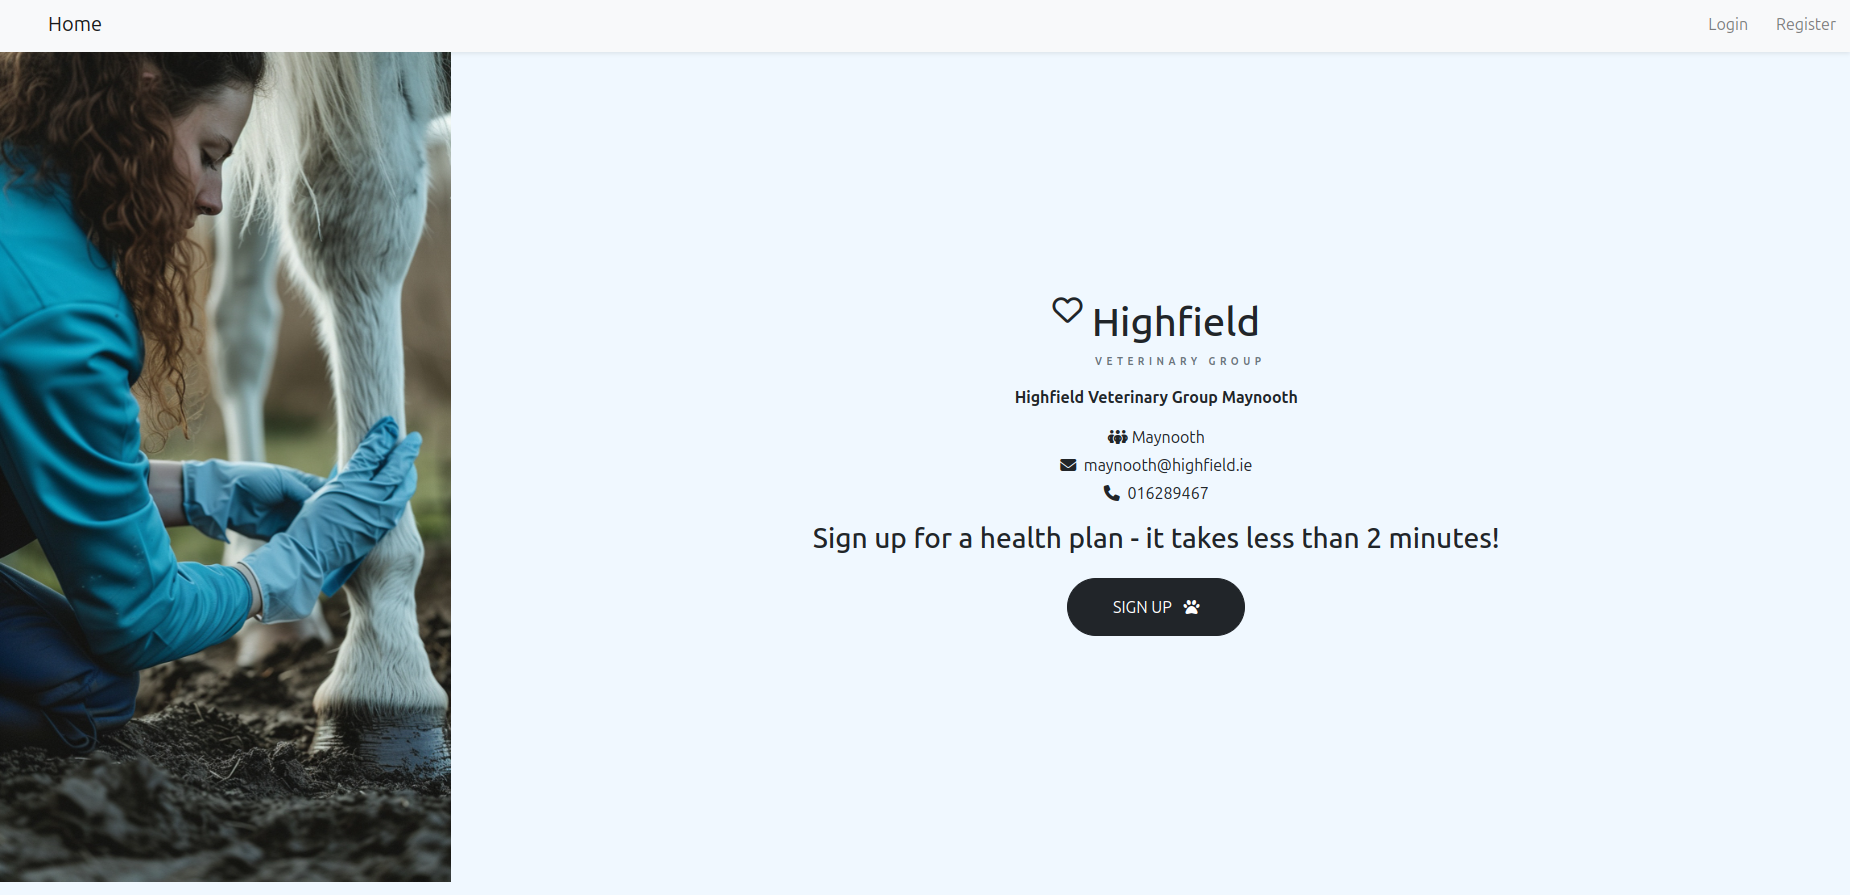 Home
Login
Register
Highfield
VETERINARY GROUP
Highfield Veterinary Group Maynooth
Maynooth
maynooth@highfield.ie
016289467
Sign up for a health plan - it takes less than 2 minutes!
SIGN UP